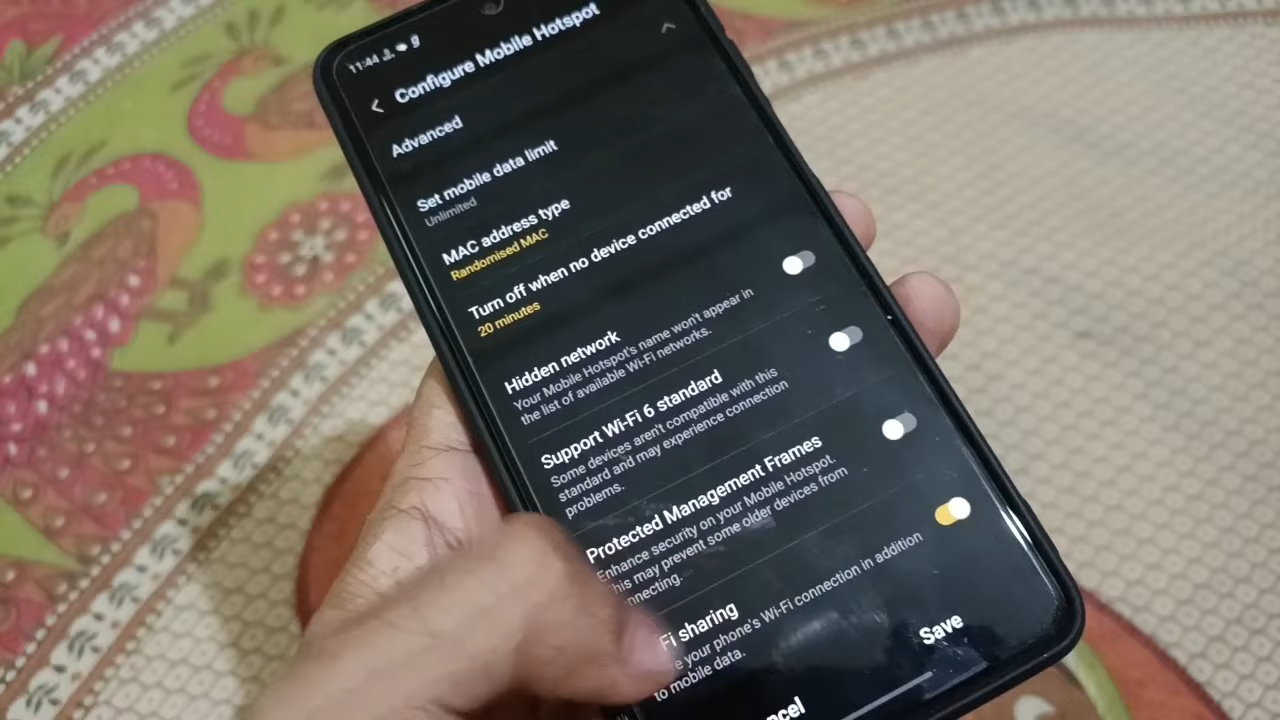 11:44
Configure Mobile Hotspot
Advanced
Set mobile data limit
Unlimited
MAC address type
Randomised MAC
Turn off when no device connected for
20 minutes
Hidden network
Your Mobile Hotspot's name won't appear in
the list of available Wi-Fi networks.
Support Wi-Fi 6 standard
Some devices aren't compatible with this
standard and may experience connection
problems.
Protected Management Frames
Enhance security on your Mobile Hotspot.
his may prevent some older devices from
nnecting.
Fi sharing
e your phone's Wi-Fi connection in addition
to mobile data.
ncel
Save